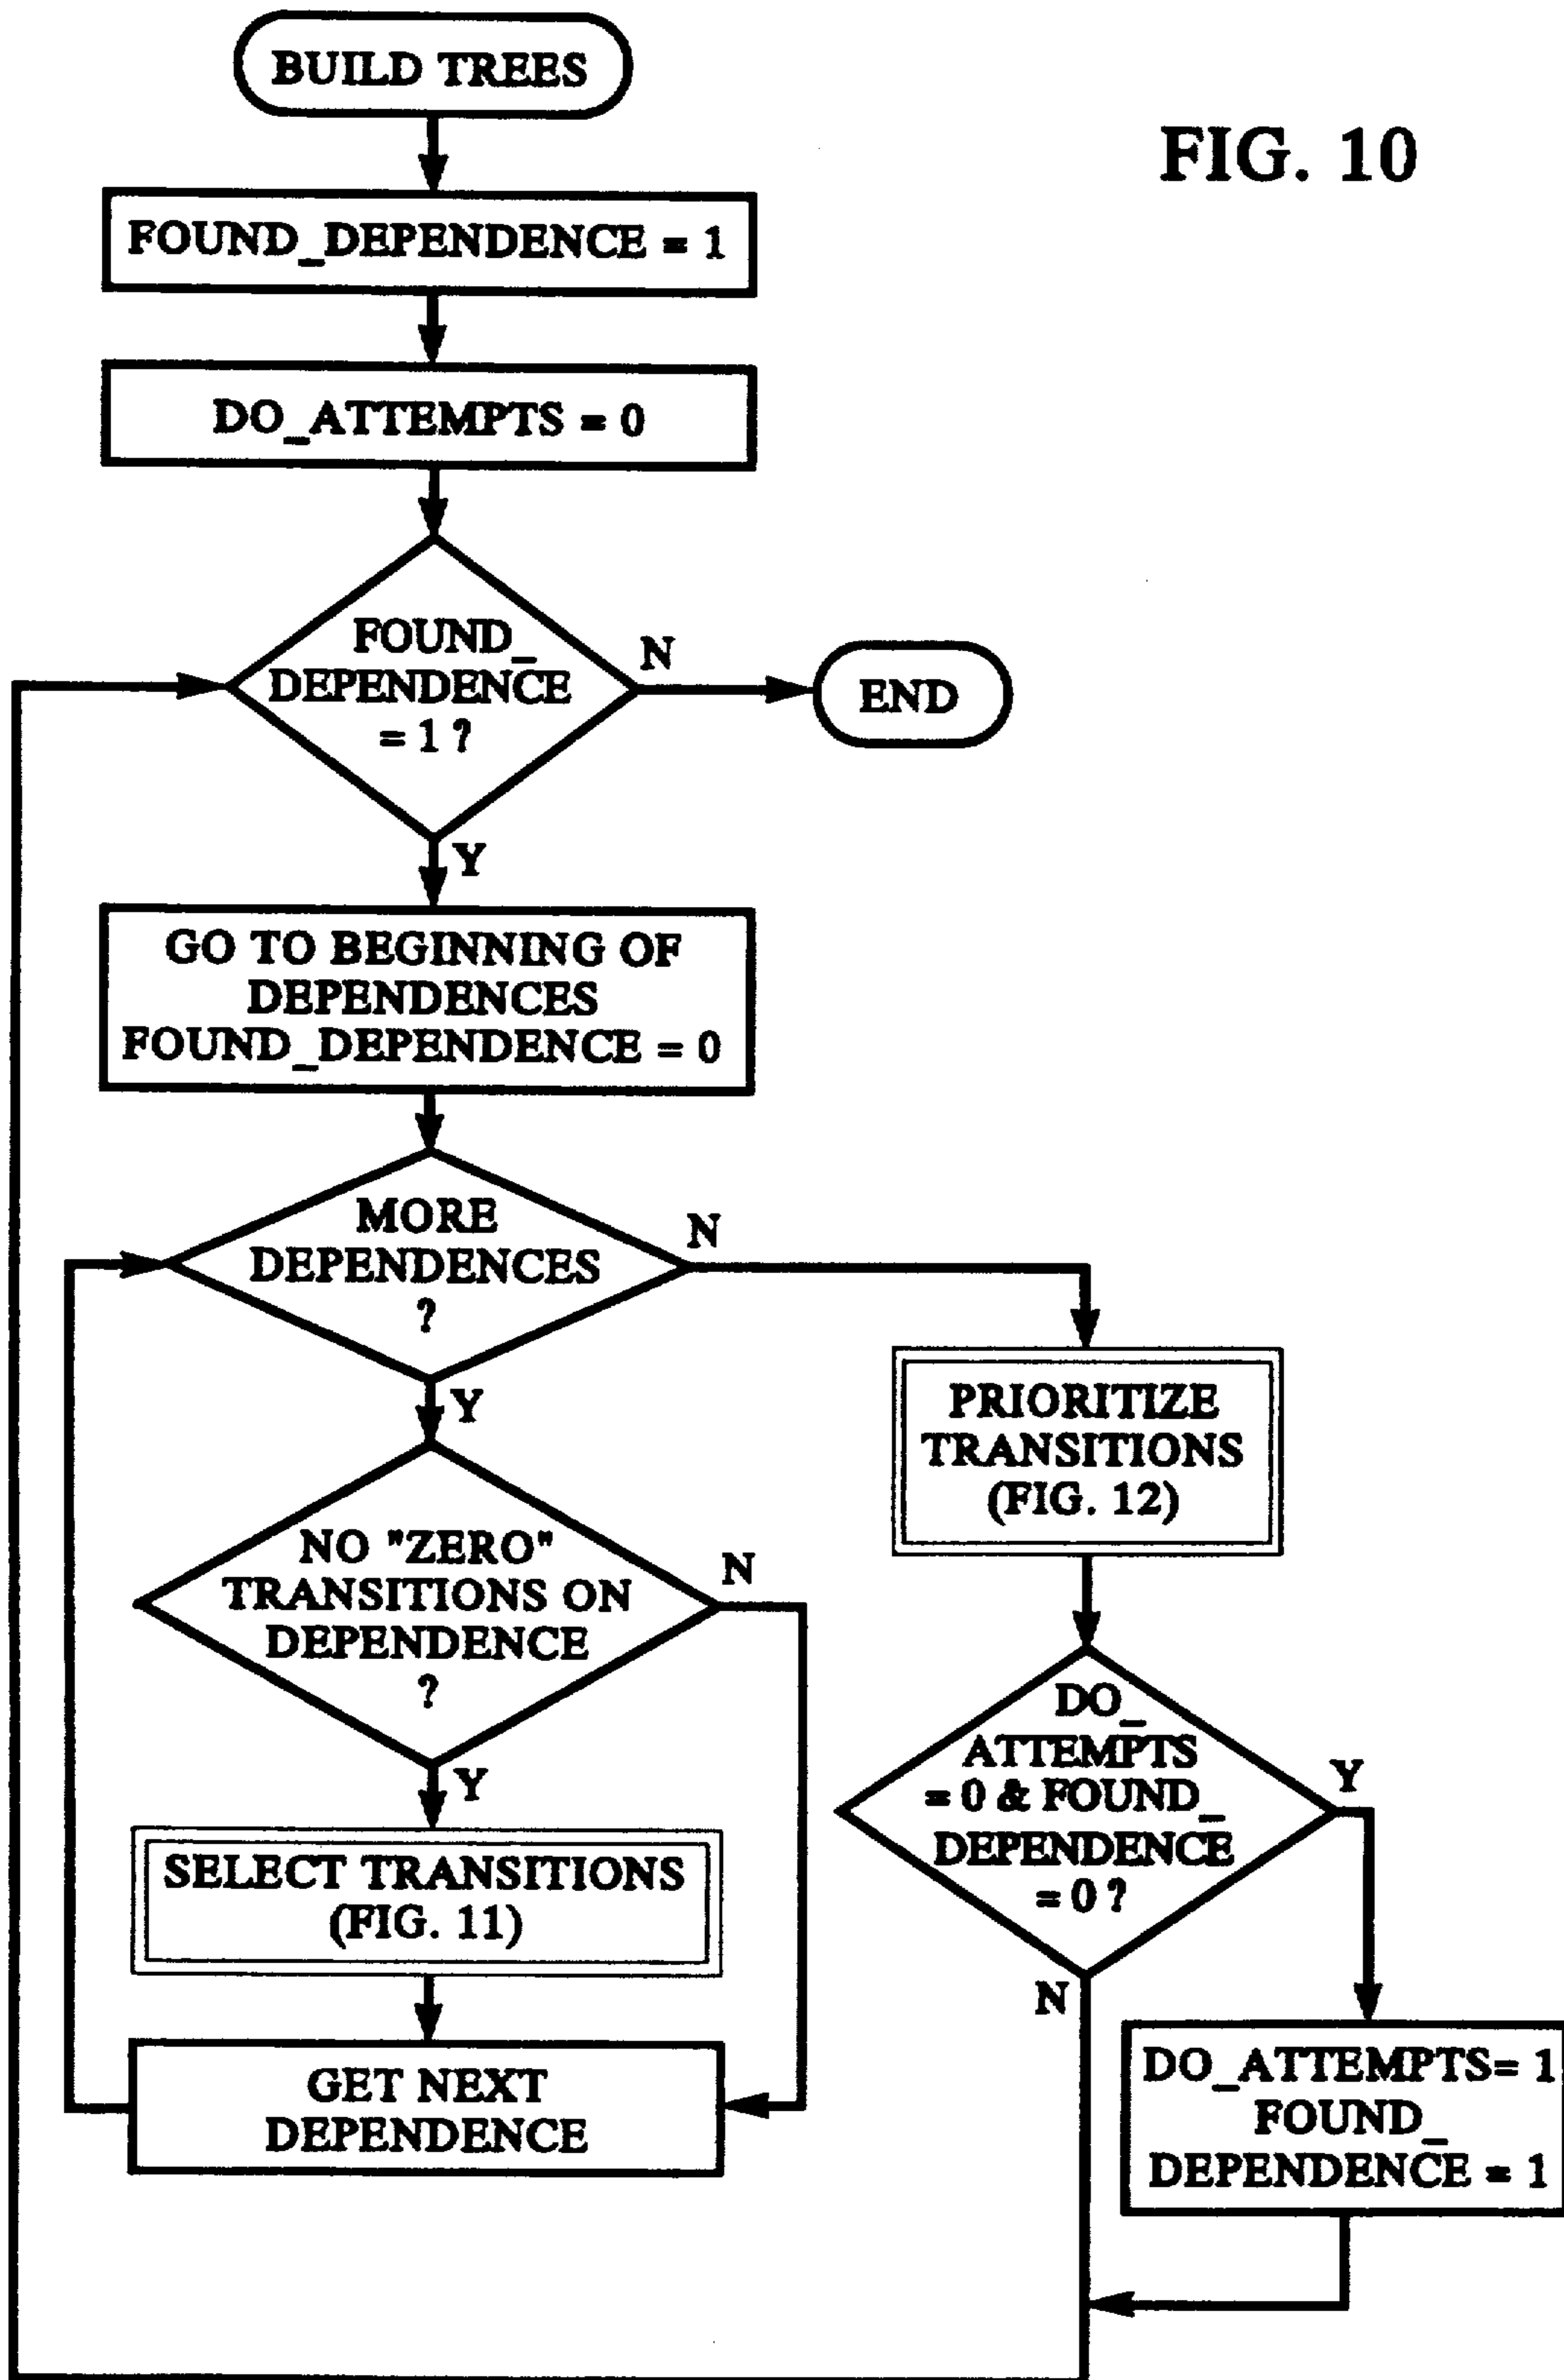 BUILD TREES
FIG. 10
FOUND_DEPENDENCE = 1
DO_ATTEMPTS = 0
FOUND_
DEPENDENCE
= 1 ?
N
END
Y
GO TO BEGINNING OF
DEPENDENCES
FOUND_DEPENDENCE = 0
MORE
DEPENDENCES
?
N
Y
PRIORITIZE
TRANSITIONS
(FIG. 12)
NO "ZERO"
TRANSITIONS ON
DEPENDENCE
?
N
Y
SELECT TRANSITIONS
(FIG. 11)
GET NEXT
DEPENDENCE
DO_
ATTEMPTS
= 0 & FOUND_
DEPENDENCE
= 0 ?
Y
N
DO_ATTEMPTS= 1
FOUND_
DEPENDENCE = 1